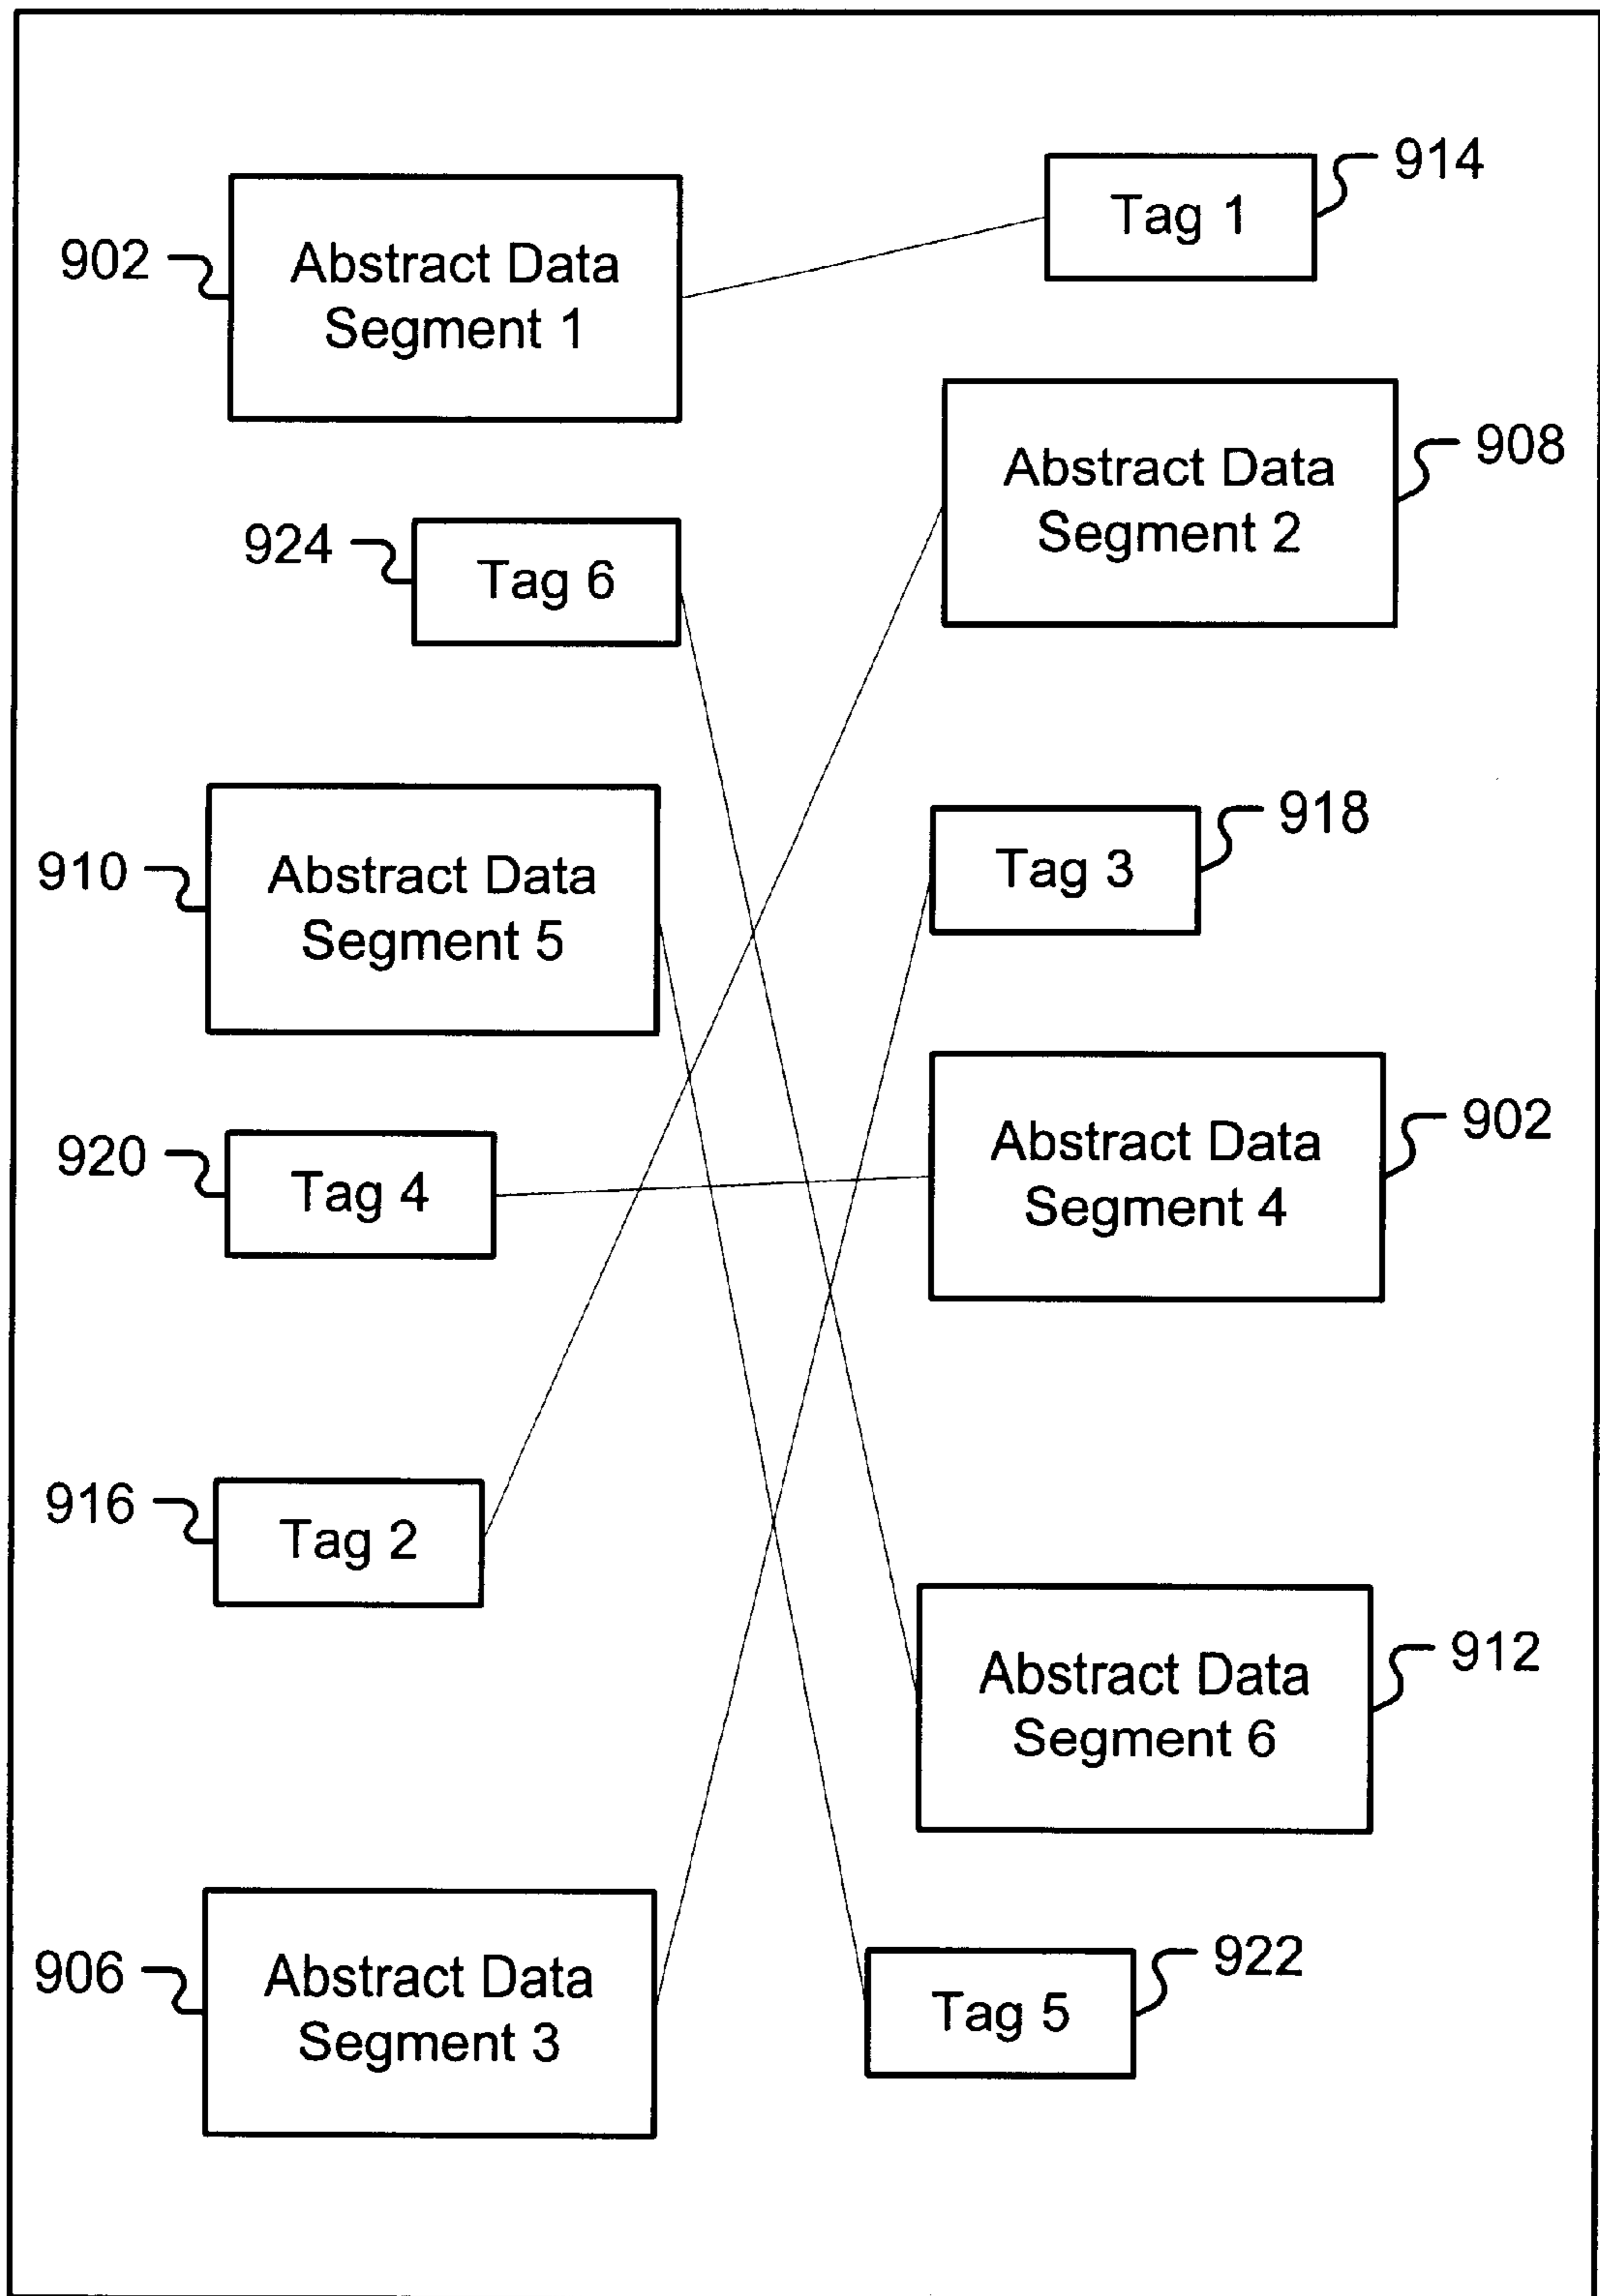 914
Tag 1
902
Abstract Data
Segment 1
908
Abstract Data
Segment 2
924
Tag 6
918
Tag 3
910
Abstract Data
Segment 5
902
Abstract Data
Segment 4
920
Tag 4
916
Tag 2
912
Abstract Data
Segment 6
922
Tag 5
906
Abstract Data
Segment 3